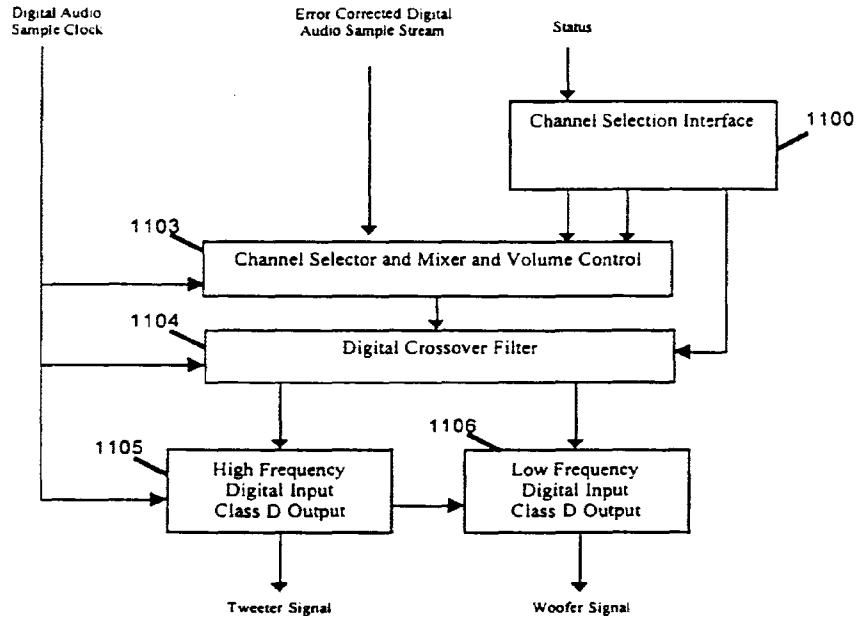 Digital Audio
Sample Clock
Error Corrected Digital
Audio Sample Stream
Status
Channel Selection Interface
1100
1103
Channel Selector and Mixer and Volume Control
1104
Digital Crossover Filter
1105
High Frequency
Digital Input
Class D Output
1106
Low Frequency
Digital Input
Class D Output
Tweeter Signal
Woofer Signal